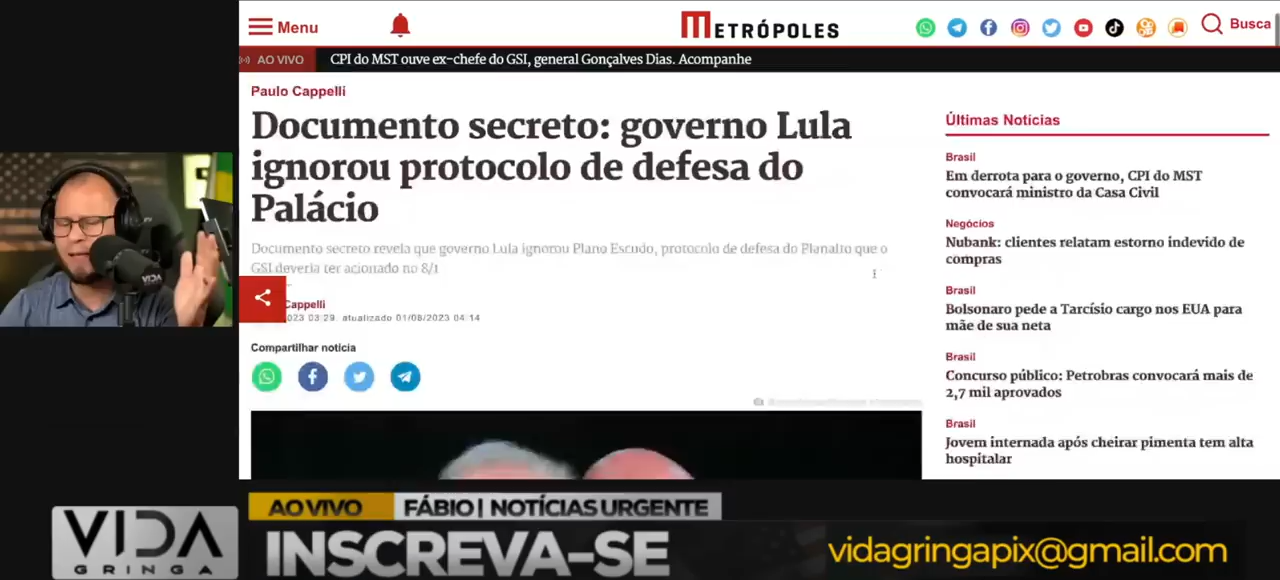 Menu
METRÓPOLES
Busca
AO VIVO
CPI do MST ouve ex-chefe do GSI, general Gonçalves Dias. Acompanhe
Paulo Cappelli
Documento secreto: governo Lula
ignorou protocolo de defesa do
Palácio
Documento secreto revela que governo Lula ignorou Plano Escudo, protocolo de defesa do Planalto que o
GSI deveria ter acionado no 8/1
Cappelli
023 03:29, atualizado 01/08/2023 04:14
Compartilhar notícia
Últimas Notícias
Brasil
Em derrota para o governo, CPI do MST
convocará ministro da Casa Civil
Negócios
Nubank: clientes relatam estorno indevido de
compras
Brasil
Bolsonaro pede a Tarcísio cargo nos EUA para
mãe de sua neta
Brasil
Concurso público: Petrobras convocará mais de
2,7 mil aprovados
Brasil
Jovem internada após cheirar pimenta tem alta
hospitalar
VIDA
VIDA
GRINGA
AO VIVO
FÁBIO | NOTÍCIAS URGENTE
INSCREVA-SE
vidagringapix@gmail.com